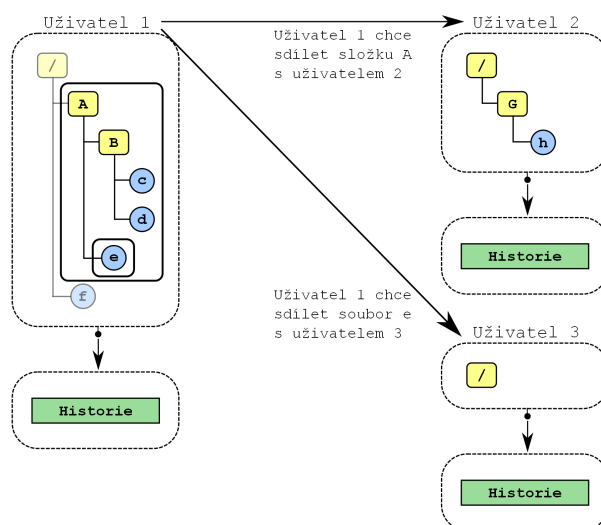 Uživatel 1
/
A
B
c
d
e
f
Historie
Uživatel 1 chce
sdílet složku A
s uživatelem 2
Uživatel 2
/
G
h
Historie
Uživatel 1 chce
sdílet soubor e
s uživatelem 3
Uživatel 3
/
Historie